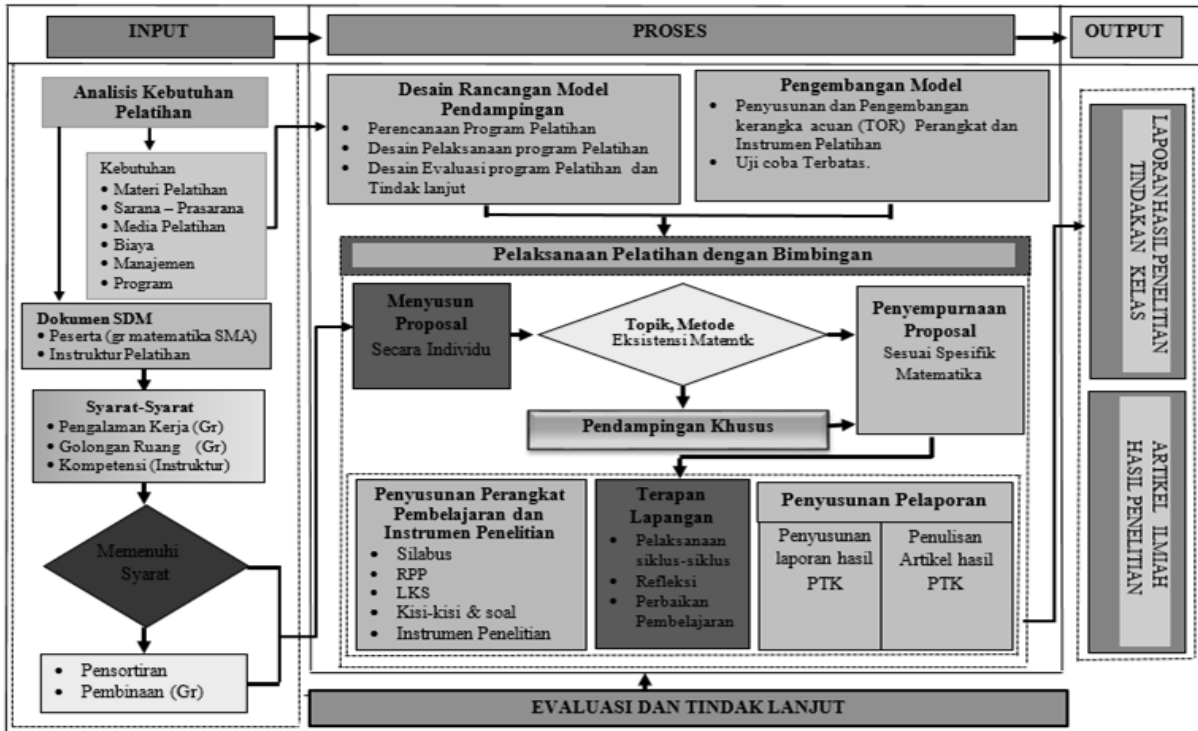 INPUT
PROSES
OUTPUT
Analisis Kebutuhan
Pelatihan
Kebutuhan
• Materi Pelatihan
• Sarana – Prasarana
• Media Pelatihan
• Biaya
• Manajemen
• Program
Dokumen SDM
• Peserta (gr matematika SMA)
• Instruktur Pelatihan
Syarat-Syarat
• Pengalaman Kerja (Gr)
• Golongan Ruang (Gr)
• Kompetensi (Instruktur)
Memenuhi
Syarat
• Pensortiran
• Pembinaan (Gr)
Desain Rancangan Model
Pendampingan
• Perencanaan Program Pelatihan
• Desain Pelaksanaan program Pelatihan
• Desain Evaluasi program Pelatihan dan
Tindak lanjut
Pengembangan Model
• Penyusunan dan Pengembangan
kerangka acuan (TOR) Perangkat dan
Instrumen Pelatihan
• Uji coba Terbatas.
Pelaksanaan Pelatihan dengan Bimbingan
Menyusun
Proposal
Secara Individu
Topik, Metode
Eksistensi Matemtk
Penyempurnaan
Proposal
Sesuai Spesifik
Matematika
Pendampingan Khusus
Penyusunan Perangkat
Pembelajaran dan
Instrumen Penelitian
• Silabus
• RPP
• LKS
• Kisi-kisi & soal
• Instrumen Penelitian
Terapan
Lapangan
• Pelaksanaan
siklus-siklus
• Refleksi
• Perbaikan
Pembelajaran
Penyusunan Pelaporan
Penyusunan
laporan hasil
PTK
Penulisan
Artikel hasil
PTK
EVALUASI DAN TINDAK LANJUT
LAPORAN HASIL PENELITIAN
TINDAKAN KELAS
ARTIKEL ILMIAH
HASIL PENELITIAN